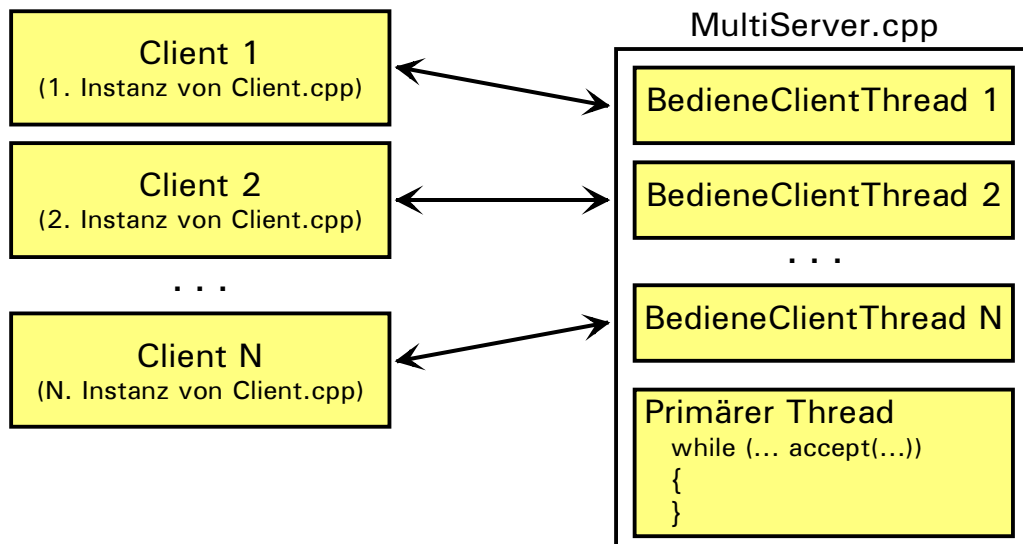 Client 1
(1. Instanz von Client.cpp)
Client 2
(2. Instanz von Client.cpp)
. . .
Client N
(N. Instanz von Client.cpp)
MultiServer.cpp
BedieneClientThread 1
BedieneClientThread 2
. . .
BedieneClientThread N
Primärer Thread
while (... accept(...))
{
}